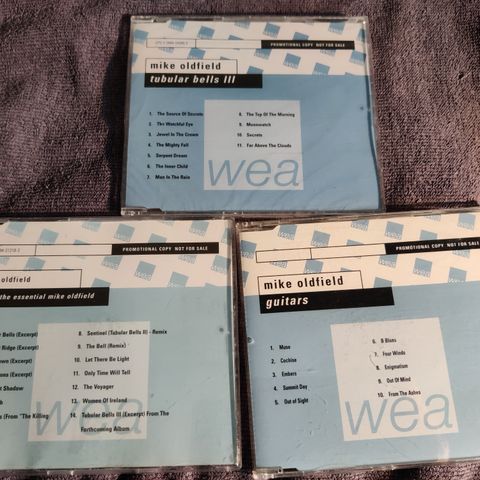 PROMOTIONAL COPY NOT FOR SALE
mike oldfield
tubular bells III
1. The Source Of Secrets
2. The Watchful Eye
3. Jewel In The Crown
4. The Mighty Fall
5. Serpent Dream
6. The Inner Child
7. Man In The Rain
8. The Top Of The Morning
9. Moonwatch
10. Secrets
11. Far Above The Clouds
wea
PROMOTIONAL COPY NOT FOR SALE
oldfield
the essential mike oldfield
Bells (Excerpt)
Ridge (Excerpt)
(Excerpt)
(Excerpt)
Shadow
(From "The Killing
8. Sentinel (Tubular Bells II) - Remix
9. The Bell (Remix)
10. Let There Be Light
11. Only Time Will Tell
12. The Voyager
13. Women Of Ireland
14. Tubular Bells III (Excerpt) From The
Forthcoming Album
wea
PROMOTIONAL COPY NOT FOR SALE
mike oldfield
guitars
1. Muse
2. Cochise
3. Embers
4. Summit Day
5. Out of Sight
6. B Blues
7. Four Winds
8. Enigmatism
9. Out Of Mind
10. From The Ashes
wea